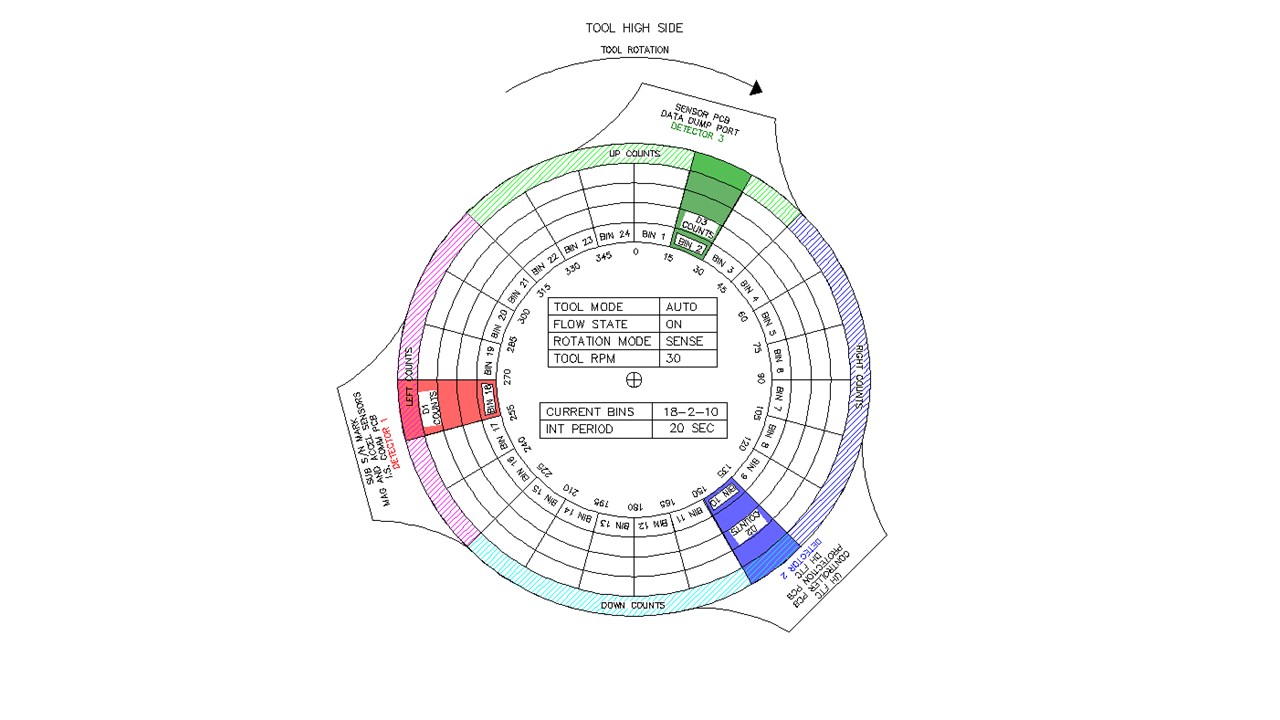 TOOL HIGH SIDE
TOOL ROTATION
SENSOR PCB
DATA DUMP PORT
DETECTOR 3
UP COUNTS
D3
COUNTS
BIN 1
BIN 2
BIN 3
BIN 4
BIN 5
BIN 6
BIN 7
BIN 8
BIN 9
BIN 10
BIN 11
BIN 12
BIN 13
BIN 14
BIN 15
BIN 16
BIN 17
BIN 18
BIN 19
BIN 20
BIN 21
BIN 22
BIN 23
BIN 24
0
15
30
45
60
75
90
105
120
135
150
165
180
195
210
225
240
255
270
285
300
315
330
345
TOOL MODE AUTO
FLOW STATE ON
ROTATION MODE SENSE
TOOL RPM 30
CURRENT BINS 18-2-10
INT PERIOD 20 SEC
RIGHT COUNTS
LEFT COUNTS
D1
COUNTS
SUB S/N MARK
MAG AND ACCEL SENSORS
I.S. COMM PCB
DETECTOR 1
D2
COUNTS
DETECTOR 2
DH FTC
PROTECTION PCB
CONTROLLER PCB
UH FTC
DOWN COUNTS